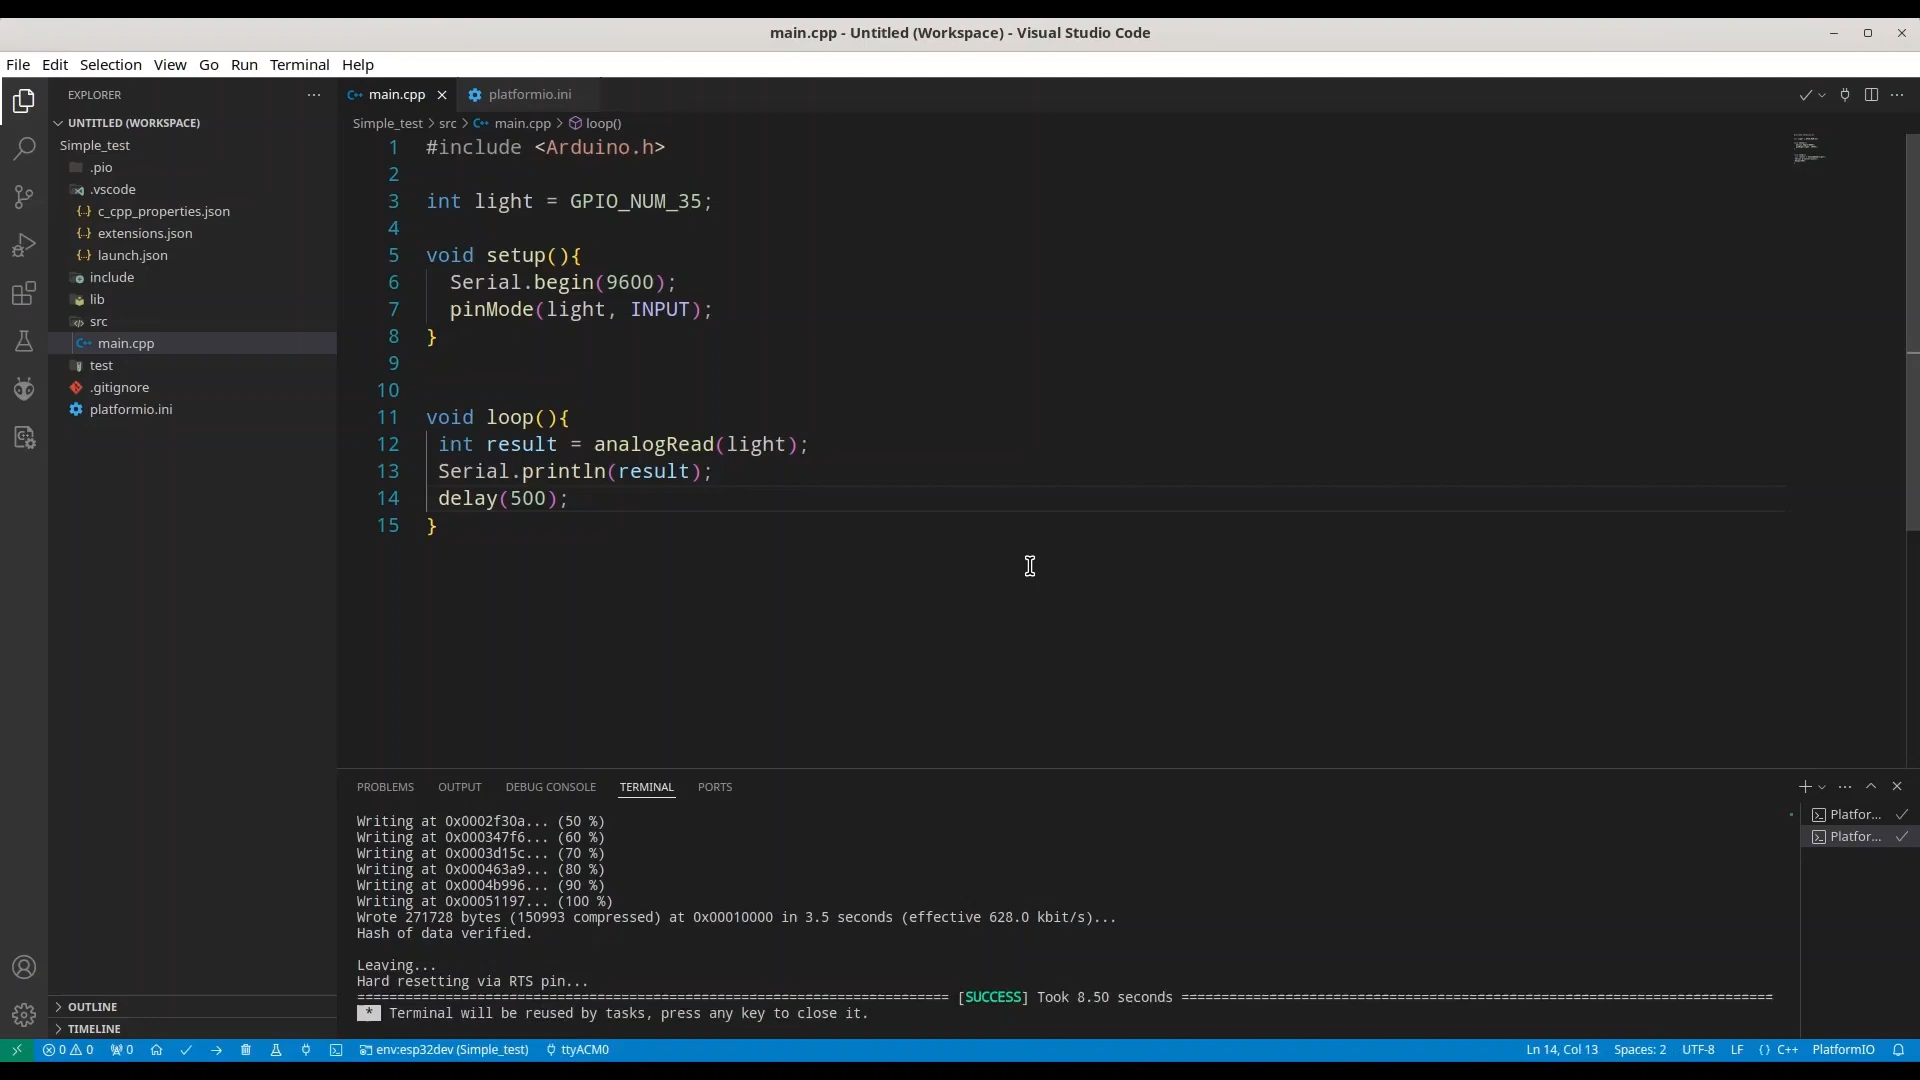 main.cpp - Untitled (Workspace) - Visual Studio Code
File Edit Selection View Go Run Terminal Help
EXPLORER
UNTITLED (WORKSPACE)
Simple_test
.pio
.vscode
c_cpp_properties.json
extensions.json
launch.json
include
lib
src
main.cpp
test
.gitignore
platformio.ini
OUTLINE
TIMELINE
main.cpp platformio.ini
Simple_test > src > main.cpp > loop()
1 #include <Arduino.h>
2
3 int light = GPIO_NUM_35;
4
5 void setup(){
6 Serial.begin(9600);
7 pinMode(light, INPUT);
8 }
9
10
11 void loop(){
12 int result = analogRead(light);
13 Serial.println(result);
14 delay(500);
15 }
PROBLEMS OUTPUT DEBUG CONSOLE TERMINAL PORTS
Writing at 0x0002f30a... (50 %)
Writing at 0x000347f6... (60 %)
Writing at 0x0003d15c... (70 %)
Writing at 0x000463a9... (80 %)
Writing at 0x0004b996... (90 %)
Writing at 0x00051197... (100 %)
Wrote 271728 bytes (150993 compressed) at 0x00010000 in 3.5 seconds (effective 628.0 kbit/s)...
Hash of data verified.
Leaving...
Hard resetting via RTS pin...
========================================================================== [SUCCESS] Took 8.50 seconds ==========================================================================
* Terminal will be reused by tasks, press any key to close it.
Platfor...
Platfor...
0 0 0 env:esp32dev (Simple_test) ttyACM0 Ln 14, Col 13 Spaces: 2 UTF-8 LF {} C++ PlatformIO